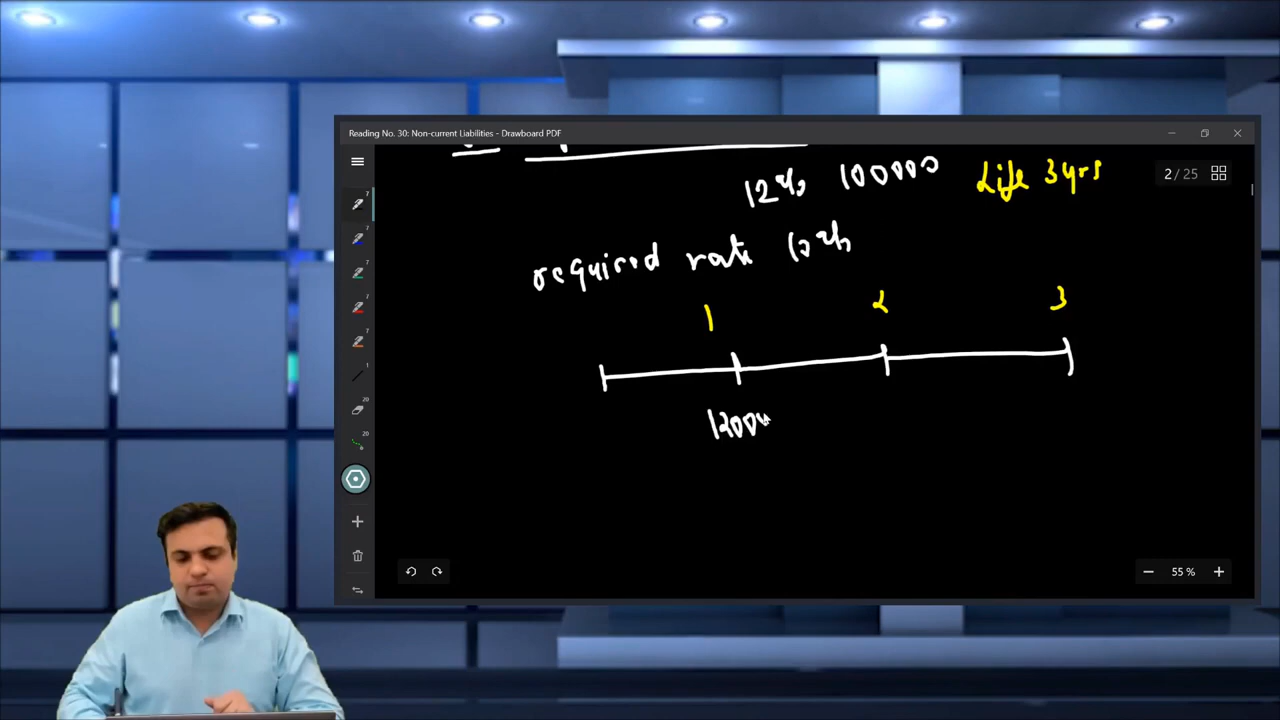 Reading No. 30: Non-current Liabilities - Drawboard PDF
2 / 25
12% 100000 Life 3yrs
required rate 10%
1 2 3
12000
55 %